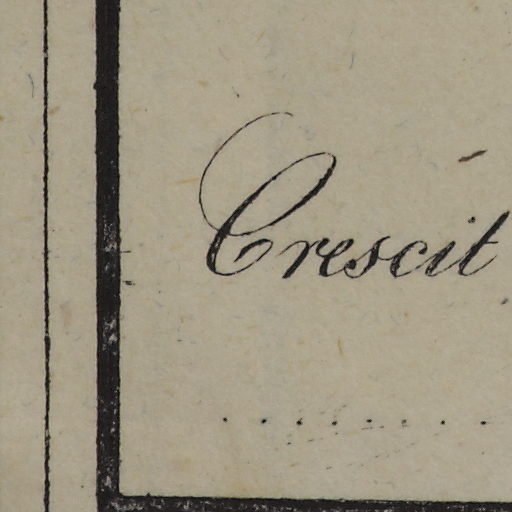 Crescit
. . . . . . . .